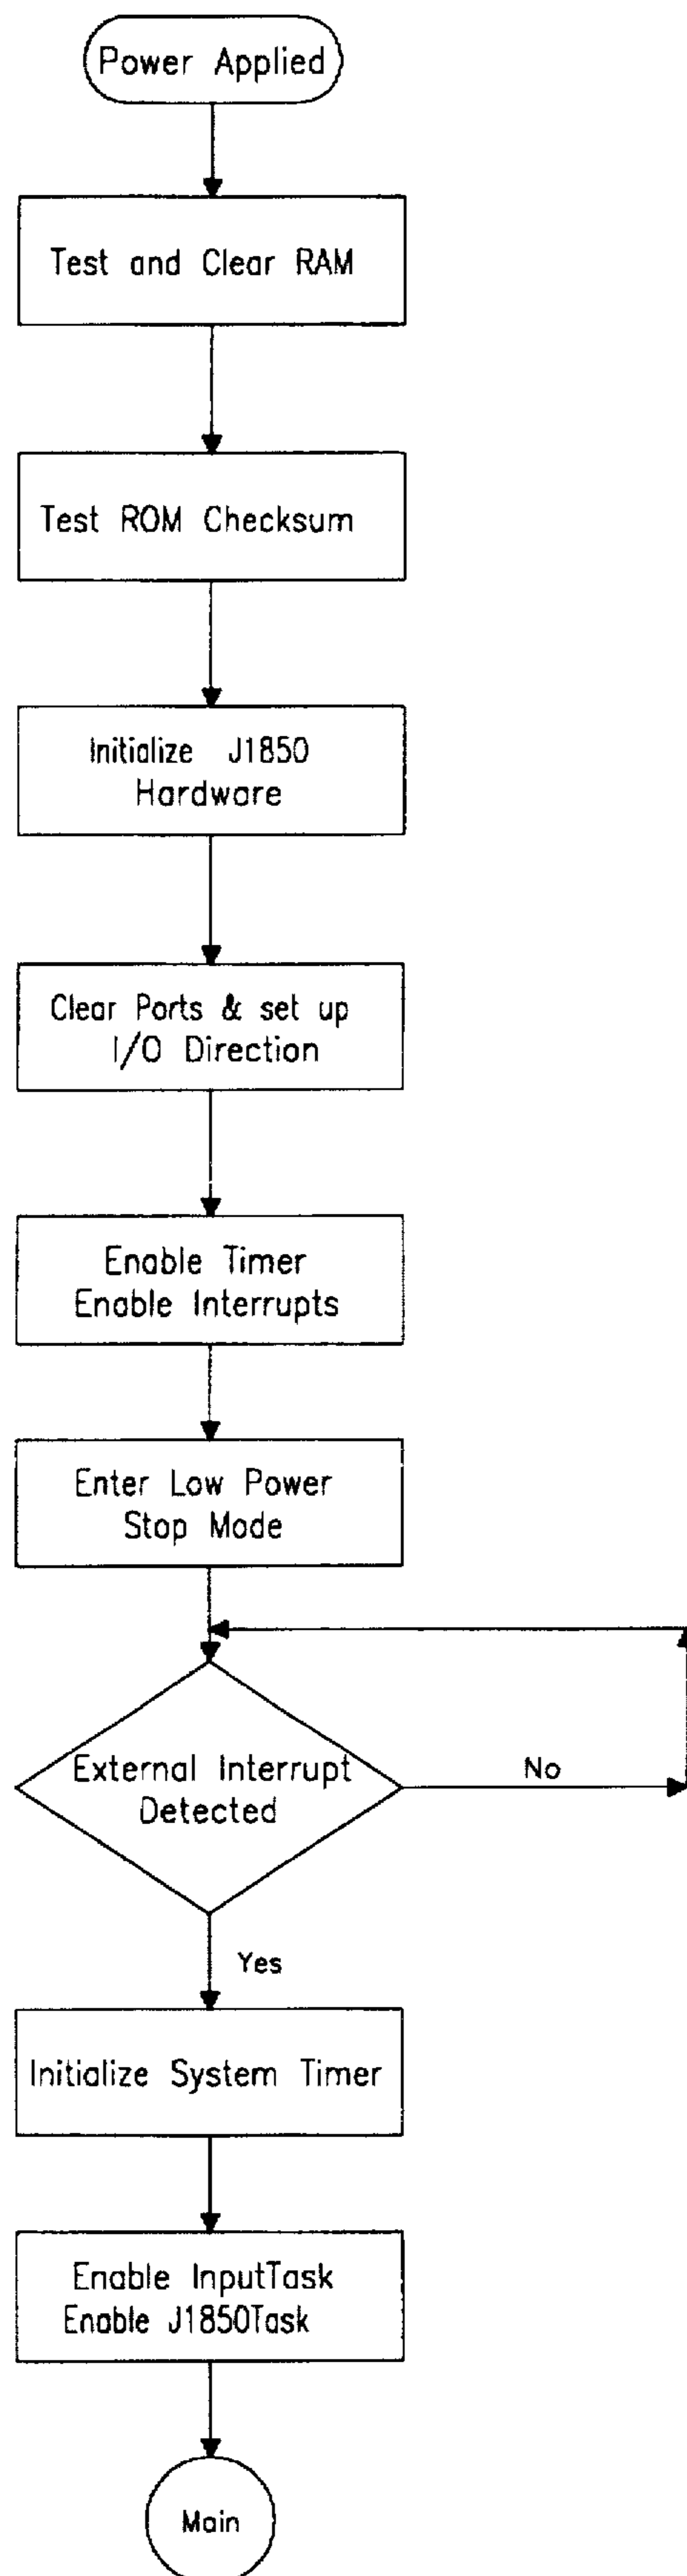 Power Applied
Test and Clear RAM
Test ROM Checksum
Initialize J1850
Hardware
Clear Ports & set up
I/O Direction
Enable Timer
Enable Interrupts
Enter Low Power
Stop Mode
External Interrupt
Detected
No
Yes
Initialize System Timer
Enable InputTask
Enable J1850Task
Main